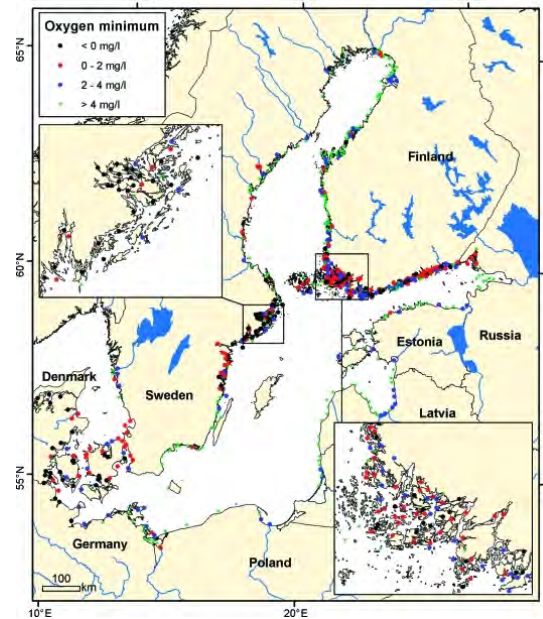 Oxygen minimum
< 0 mg/l
0 - 2 mg/l
2 - 4 mg/l
> 4 mg/l
65°N
Finland
60°N
Estonia
Russia
Denmark
Sweden
Latvia
55°N
Germany
Poland
100
km
10°E
20°E